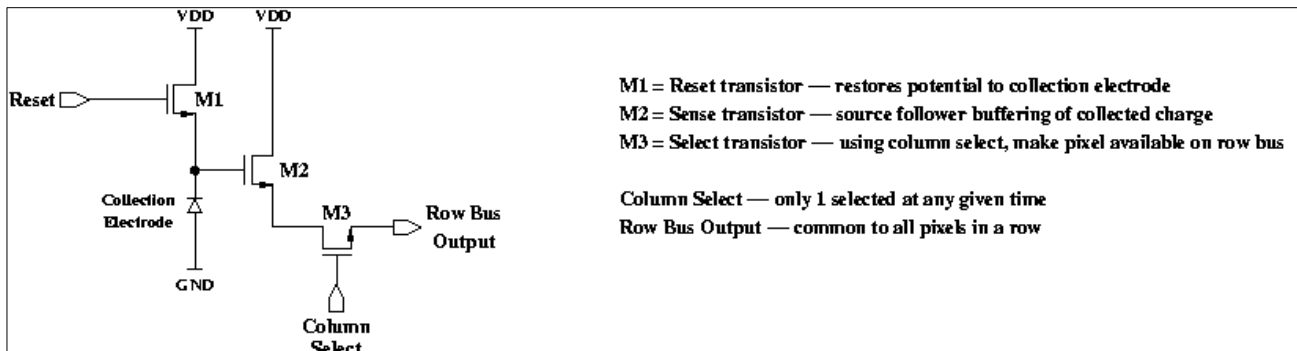 VDD VDD
Reset
M1
M2
Collection
Electrode
M3
Row Bus
Output
GND
Column
Select
M1 = Reset transistor — restores potential to collection electrode
M2 = Sense transistor — source follower buffering of collected charge
M3 = Select transistor — using column select, make pixel available on row bus
Column Select — only 1 selected at any given time
Row Bus Output — common to all pixels in a row